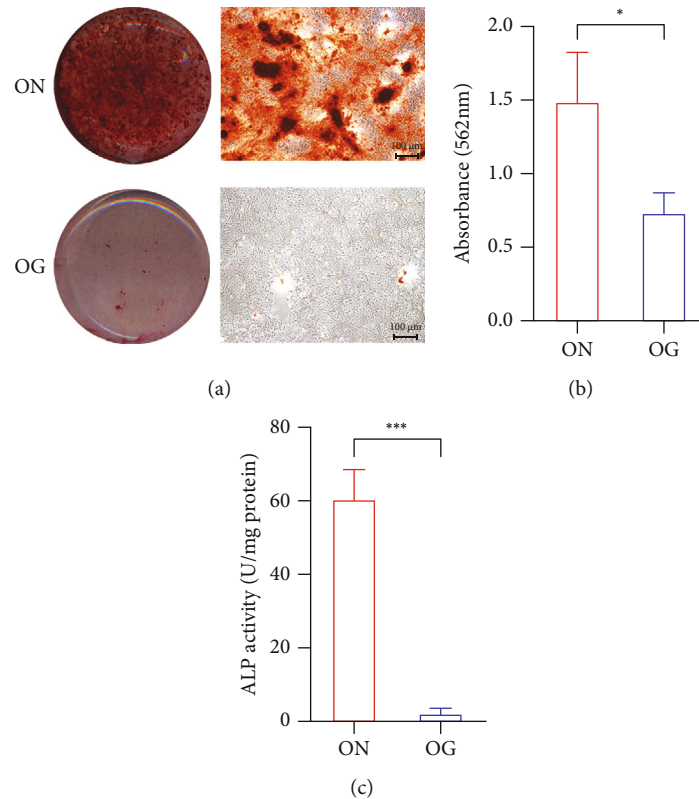 ON
100 µm
OG
100 µm
(a)
Absorbance (562nm)
2.0
1.5
1.0
0.5
0.0
*
ON OG
(b)
ALP activity (U/mg protein)
80
60
40
20
0
***
ON OG
(c)